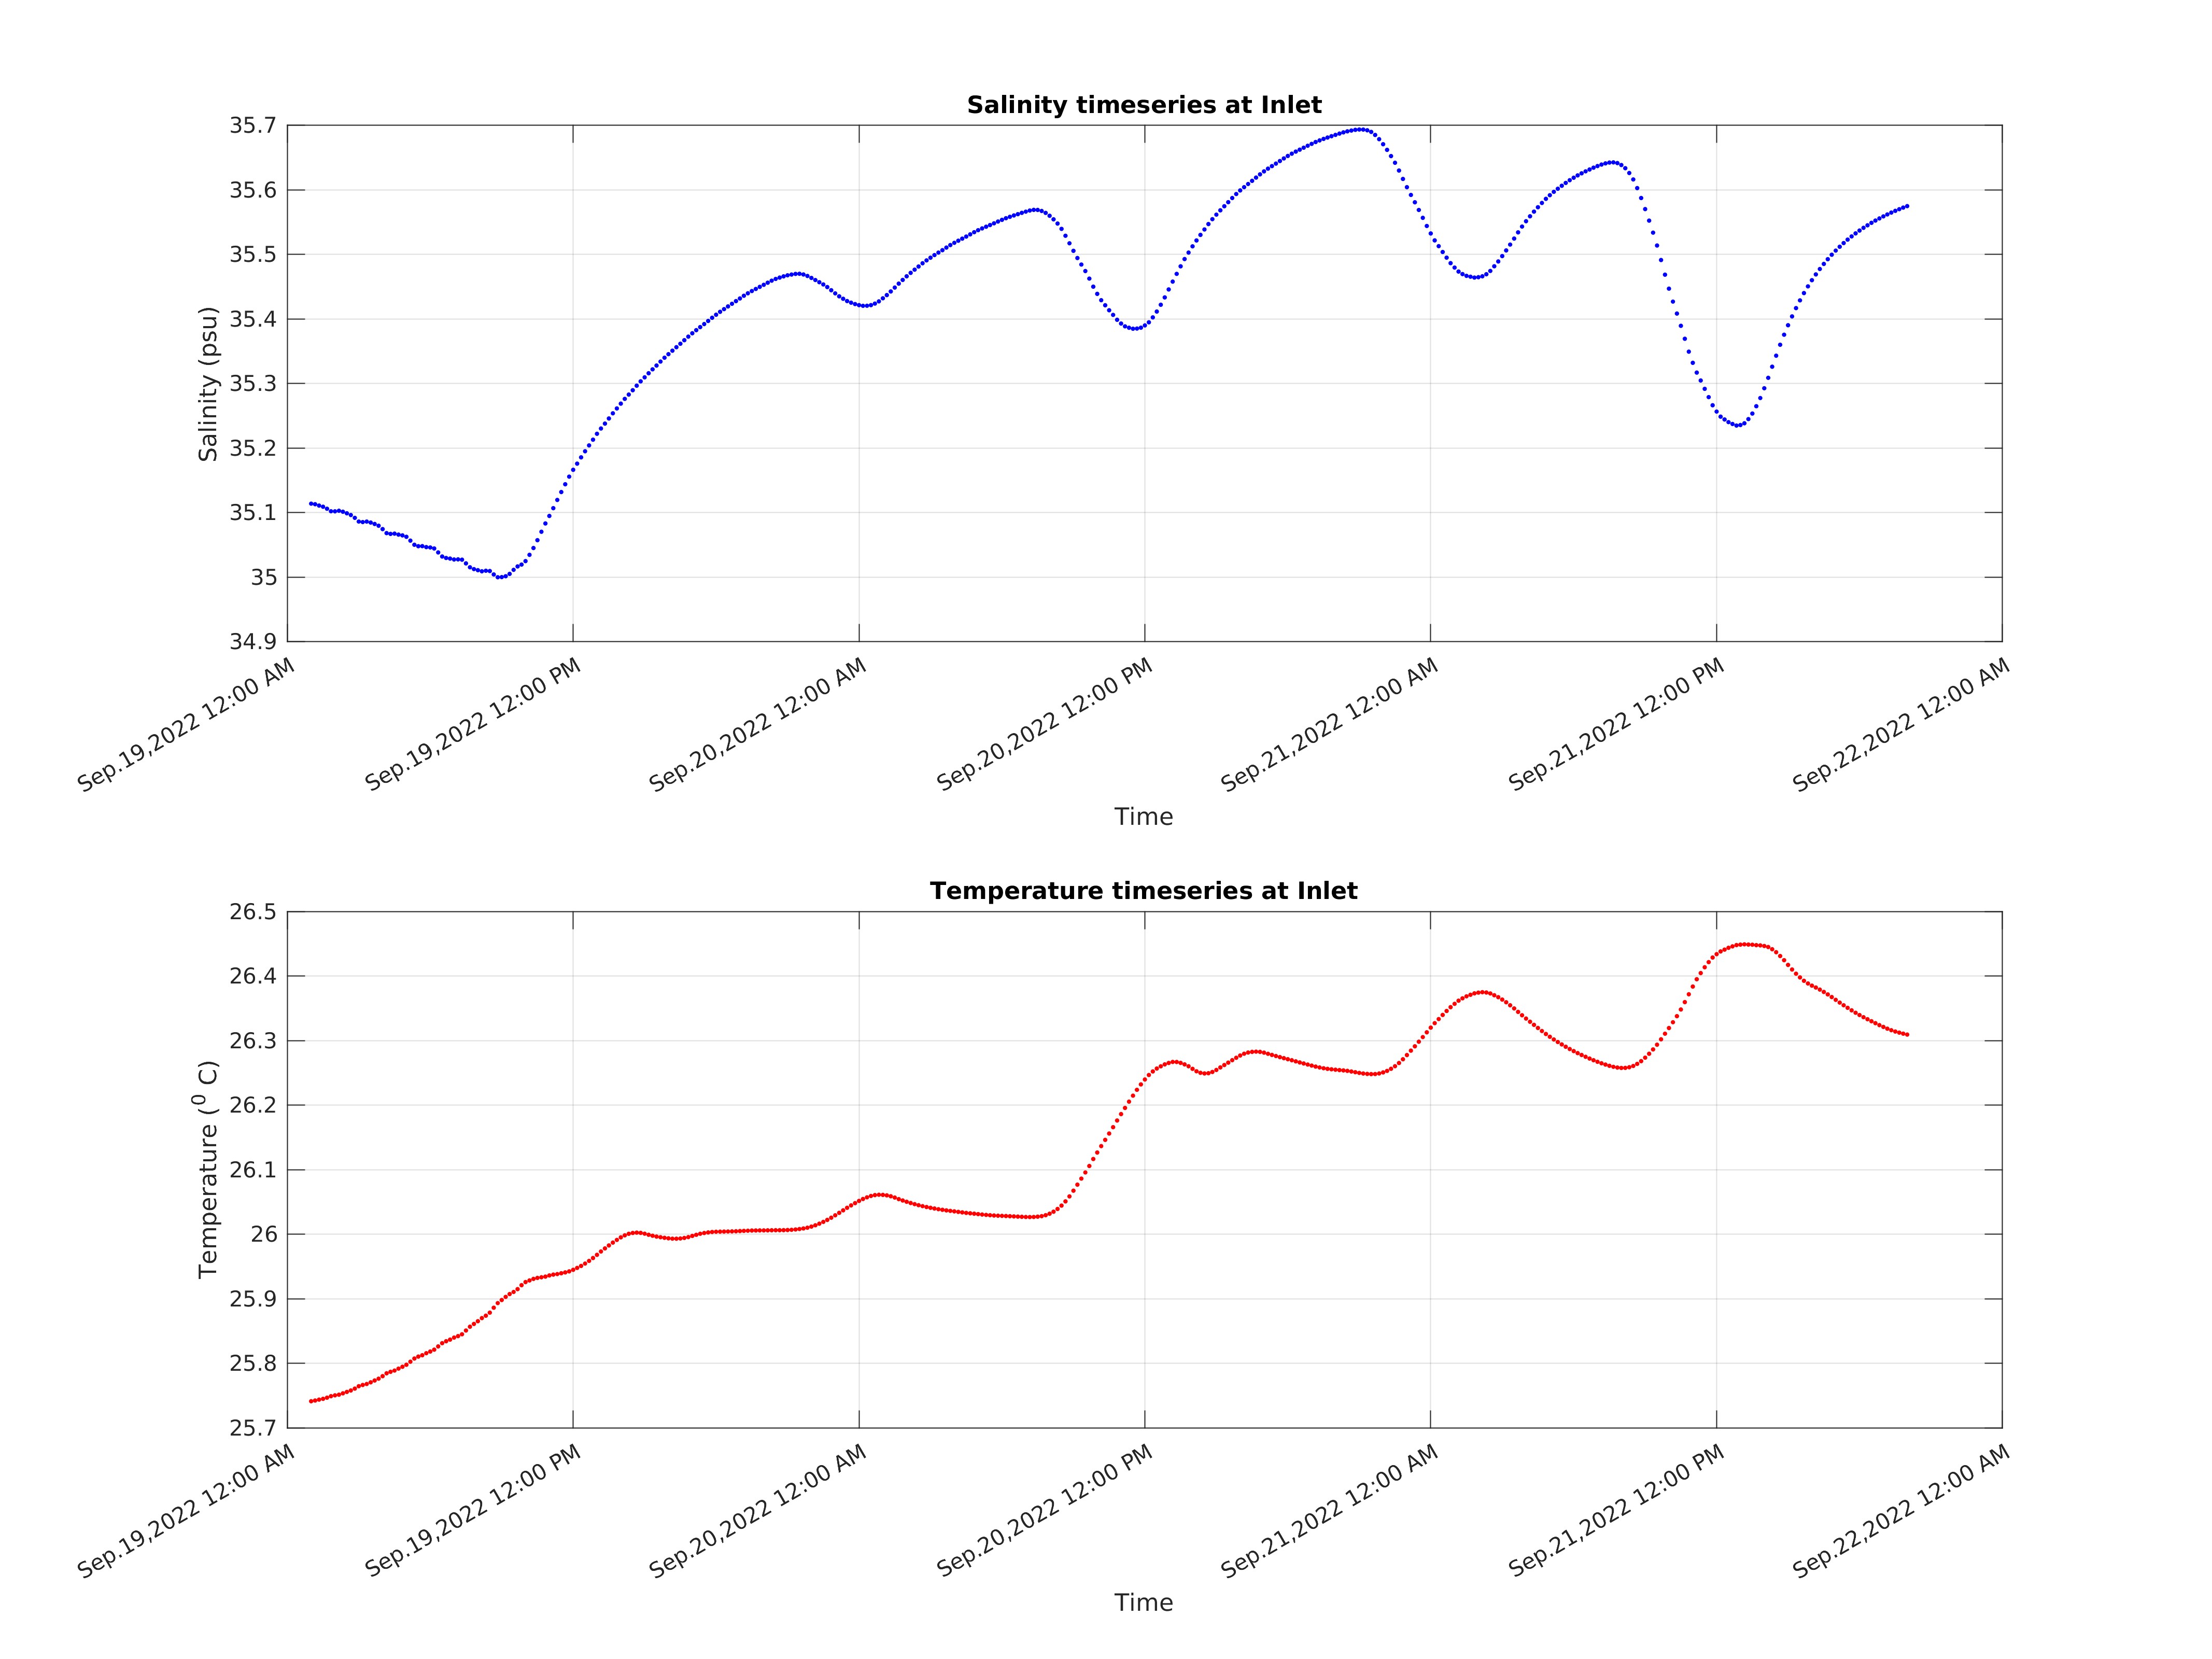 Salinity timeseries at Inlet
Salinity (psu)
35.7
35.6
35.5
35.4
35.3
35.2
35.1
35
34.9
Sep.19,2022 12:00 AM
Sep.19,2022 12:00 PM
Sep.20,2022 12:00 AM
Sep.20,2022 12:00 PM
Sep.21,2022 12:00 AM
Sep.21,2022 12:00 PM
Sep.22,2022 12:00 AM
Time
Temperature timeseries at Inlet
Temperature (⁰ C)
26.5
26.4
26.3
26.2
26.1
26
25.9
25.8
25.7
Sep.19,2022 12:00 AM
Sep.19,2022 12:00 PM
Sep.20,2022 12:00 AM
Sep.20,2022 12:00 PM
Sep.21,2022 12:00 AM
Sep.21,2022 12:00 PM
Sep.22,2022 12:00 AM
Time